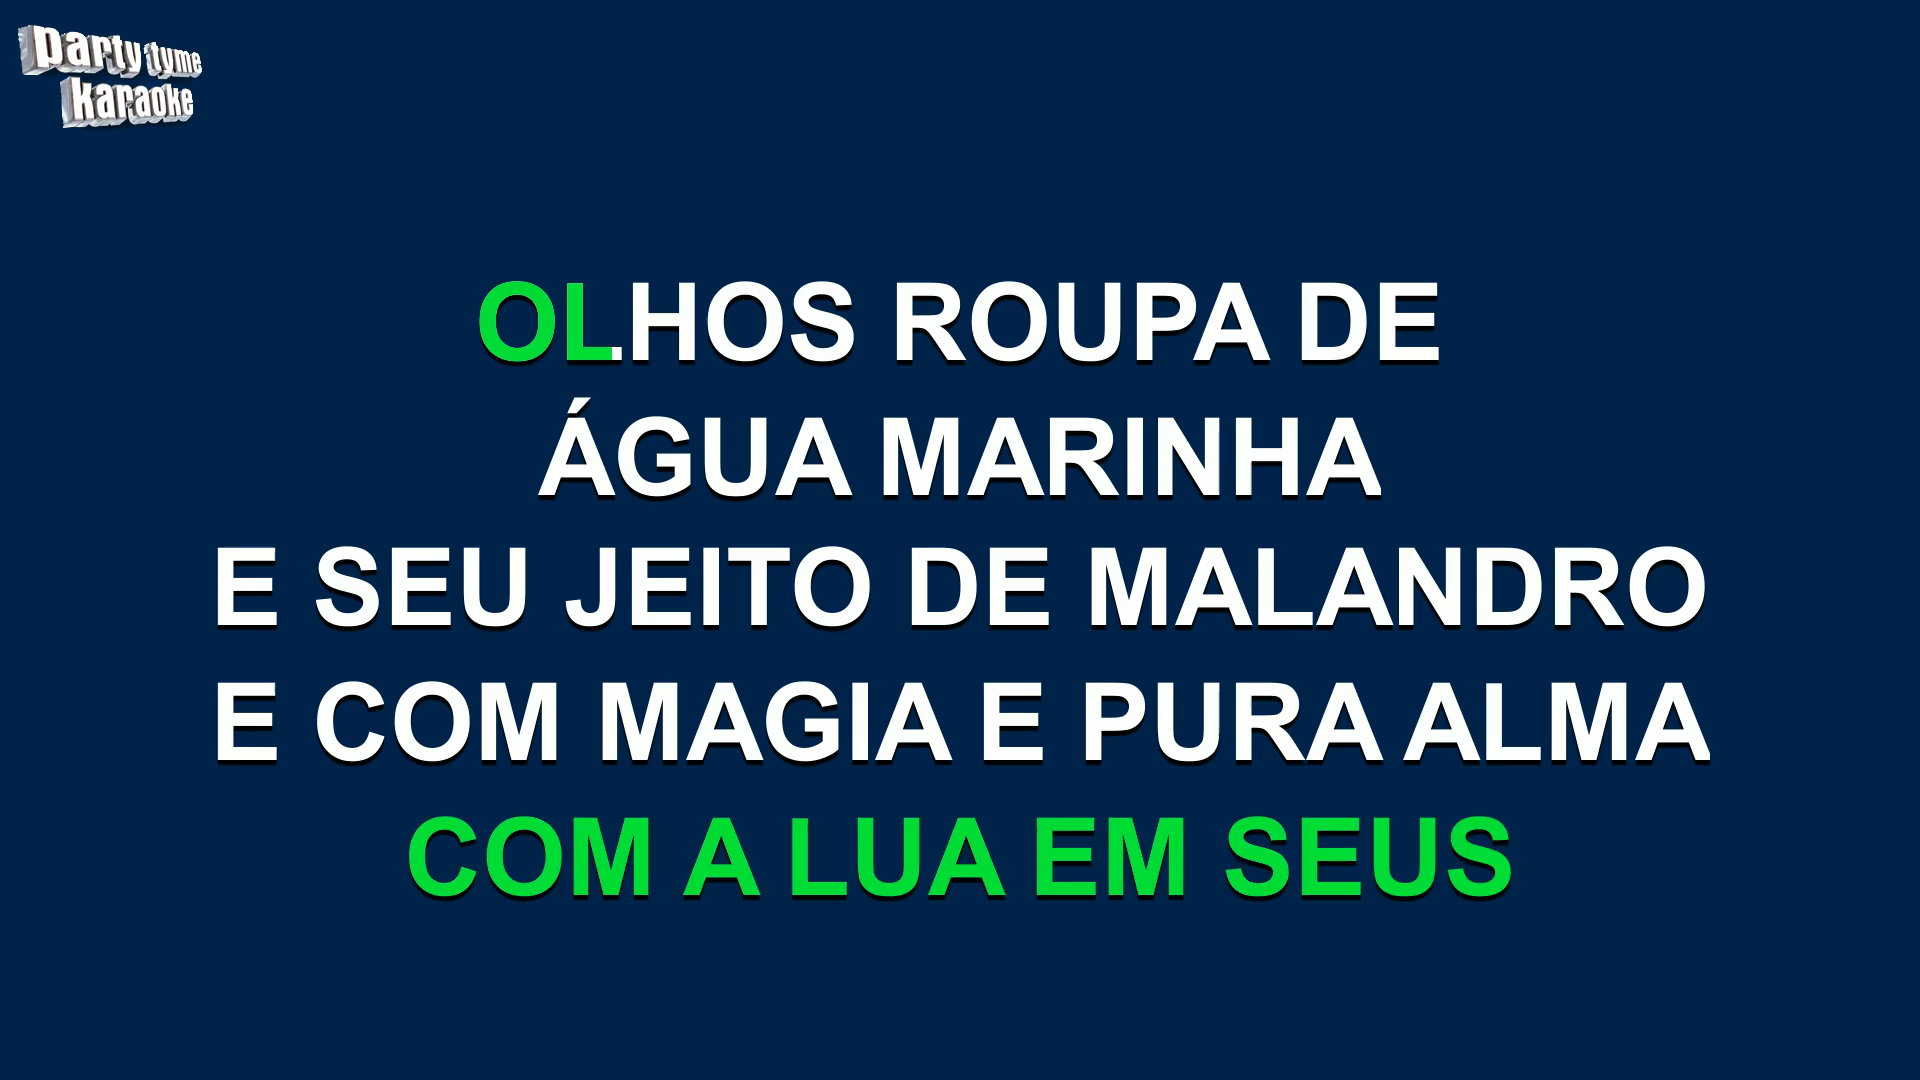 party tyme
karaoke
OLHOS ROUPA DE
ÁGUA MARINHA
E SEU JEITO DE MALANDRO
E COM MAGIA E PURA ALMA
COM A LUA EM SEUS